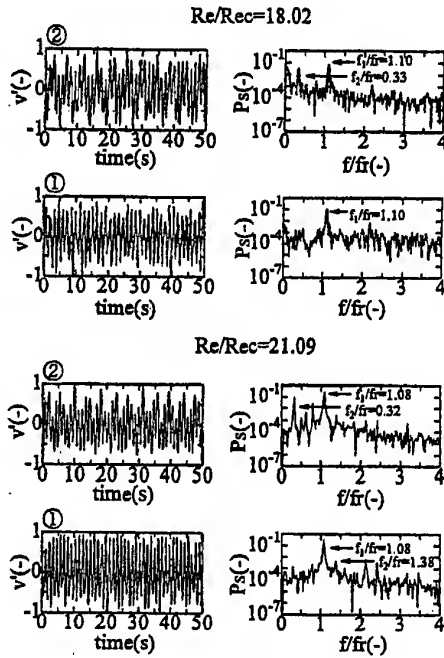 Re/Rec=18.02
②
v'(-)
1
0
-1
0 10 20 30 40 50
time(s)
Ps(-)
10-1
10-4
10-7
f1/fr=1.10
f2/fr=0.33
0 1 2 3 4
f/fr(-)
①
v'(-)
1
0
-1
0 10 20 30 40 50
time(s)
Ps(-)
10-1
10-4
10-7
f1/fr=1.10
0 1 2 3 4
f/fr(-)
Re/Rec=21.09
②
v'(-)
1
0
-1
0 10 20 30 40 50
time(s)
Ps(-)
10-1
10-4
10-7
f1/fr=1.08
f2/fr=0.32
0 1 2 3 4
f/fr(-)
①
v'(-)
1
0
-1
0 10 20 30 40 50
time(s)
Ps(-)
10-1
10-4
10-7
f1/fr=1.08
f2/fr=1.38
0 1 2 3 4
f/fr(-)